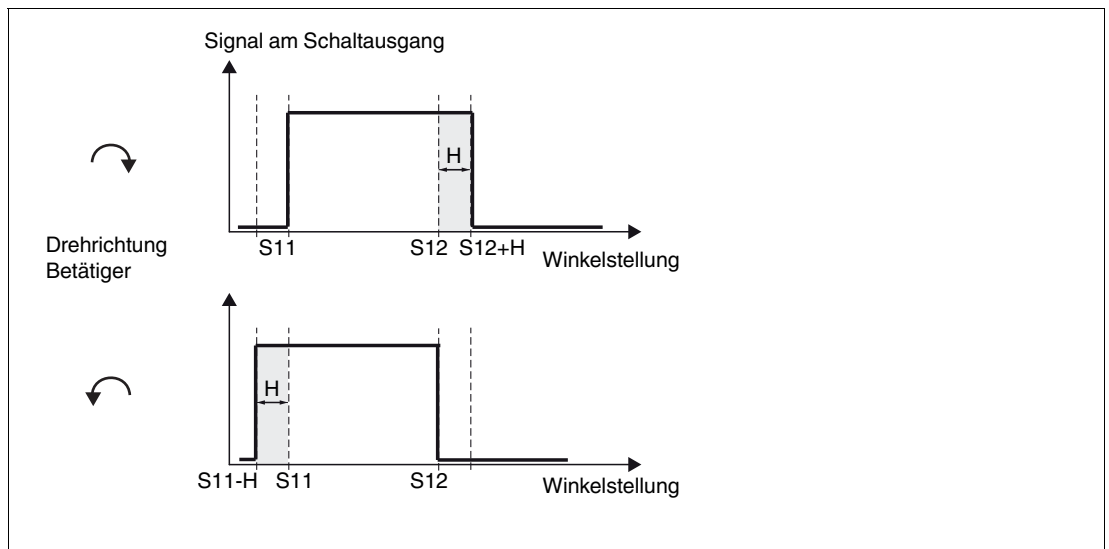 Signal am Schaltausgang
H
S11
S12
S12+H
Winkelstellung
Drehrichtung
Betätiger
H
S11-H
S11
S12
Winkelstellung